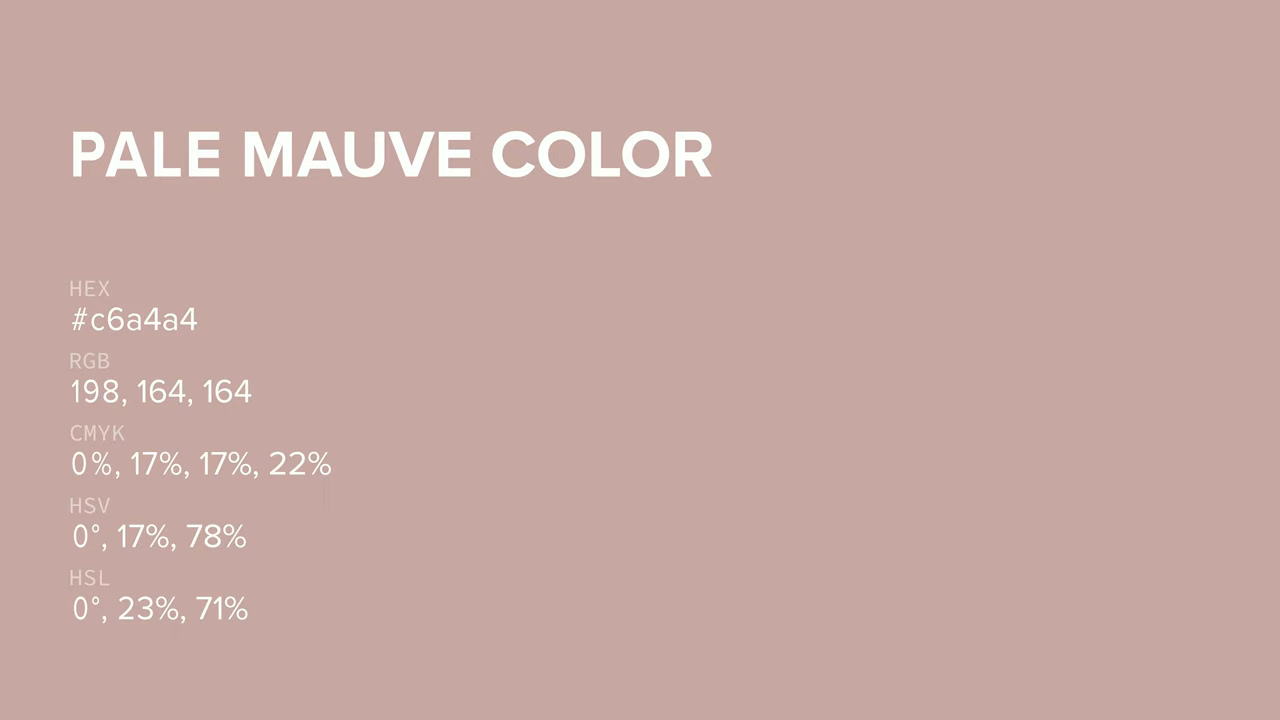 PALE MAUVE COLOR
HEX
#c6a4a4
RGB
198, 164, 164
CMYK
0%, 17%, 17%, 22%
HSV
0°, 17%, 78%
HSL
0°, 23%, 71%